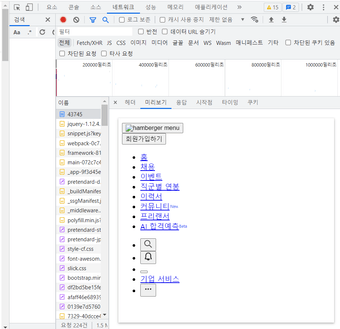 요소 콘솔 소스 네트워크 성능 메모리 애플리케이션 15 2
검색
로그 보존 캐시 사용 중지 제한 없음
Aa .*
필터 반전 데이터 URL 숨기기
전체 Fetch/XHR JS CSS 이미지 미디어 글꼴 문서 WS Wasm 매니페스트 기타 차단된 쿠키 있음
차단된 요청 타사 요청
200000밀리초 400000밀리초 600000밀리초 800000밀리초 1000000밀리초
이름
헤더 미리보기 응답 시작점 타이밍 쿠키
43745
jquery-1.12.4.
snippet.js?key
webpack-0c7.
framework-81
main-072c7cf
_app-9f3d45e
pretendard-d
_buildManifes
_ssgManifest.
_middleware..
polyfill.min.js?
pretendard-st
pretendard-jp
style-cf.css
font-awesom.
slick.css
bootstrap.min
df2bd5be15fe
afaff46e68939
0139e7d5760
7329-40dcce4
hamberger menu
회원가입하기
홈
채용
이벤트
직군별 연봉
이력서
커뮤니티New
프리랜서
AI 합격예측Beta
기업 서비스
요청 224건 1.5 k